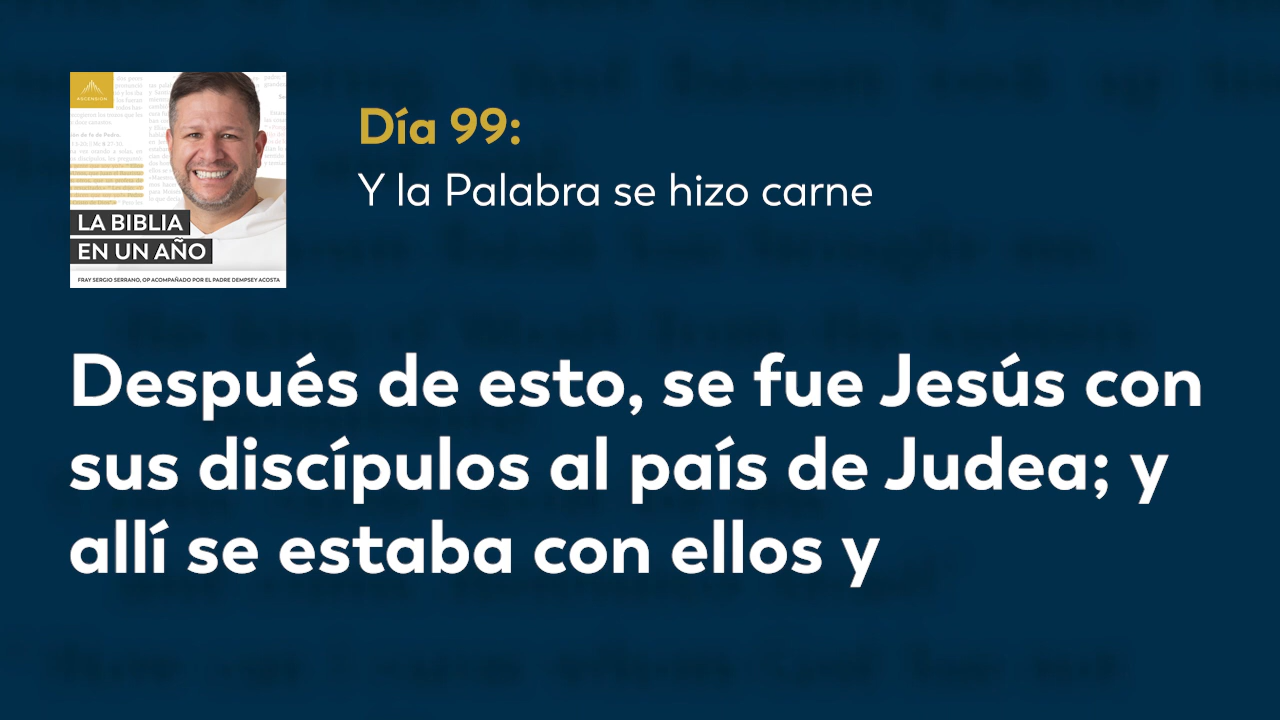 ASCENSION
LA BIBLIA
EN UN AÑO
FRAY SERGIO SERRANO, OP ACOMPAÑADO POR EL PADRE DEMPSEY ACOSTA
Día 99:
Y la Palabra se hizo carne
Después de esto, se fue Jesús con
sus discípulos al país de Judea; y
allí se estaba con ellos y